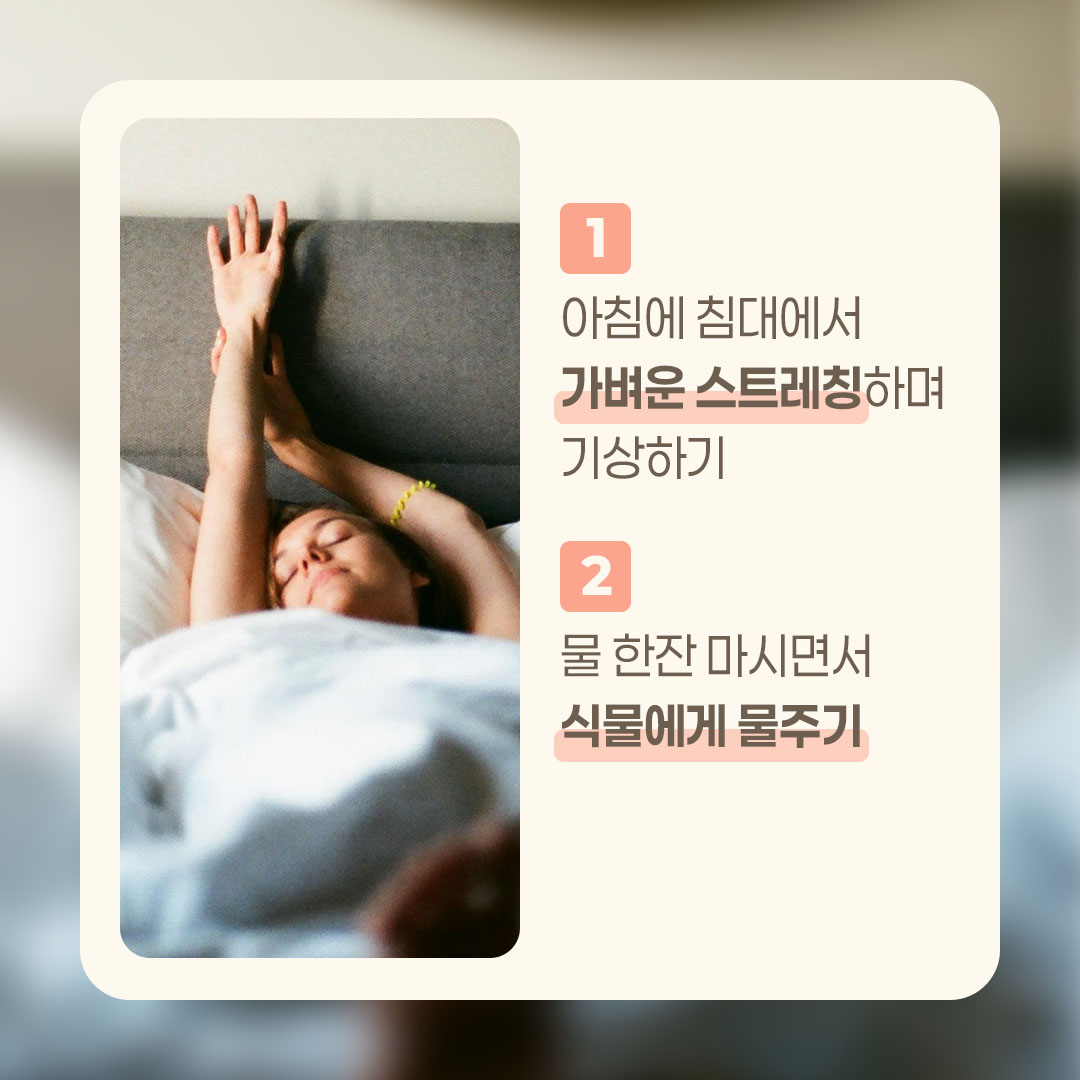 1
아침에 침대에서
가벼운 스트레칭하며
기상하기
2
물 한잔 마시면서
식물에게 물주기